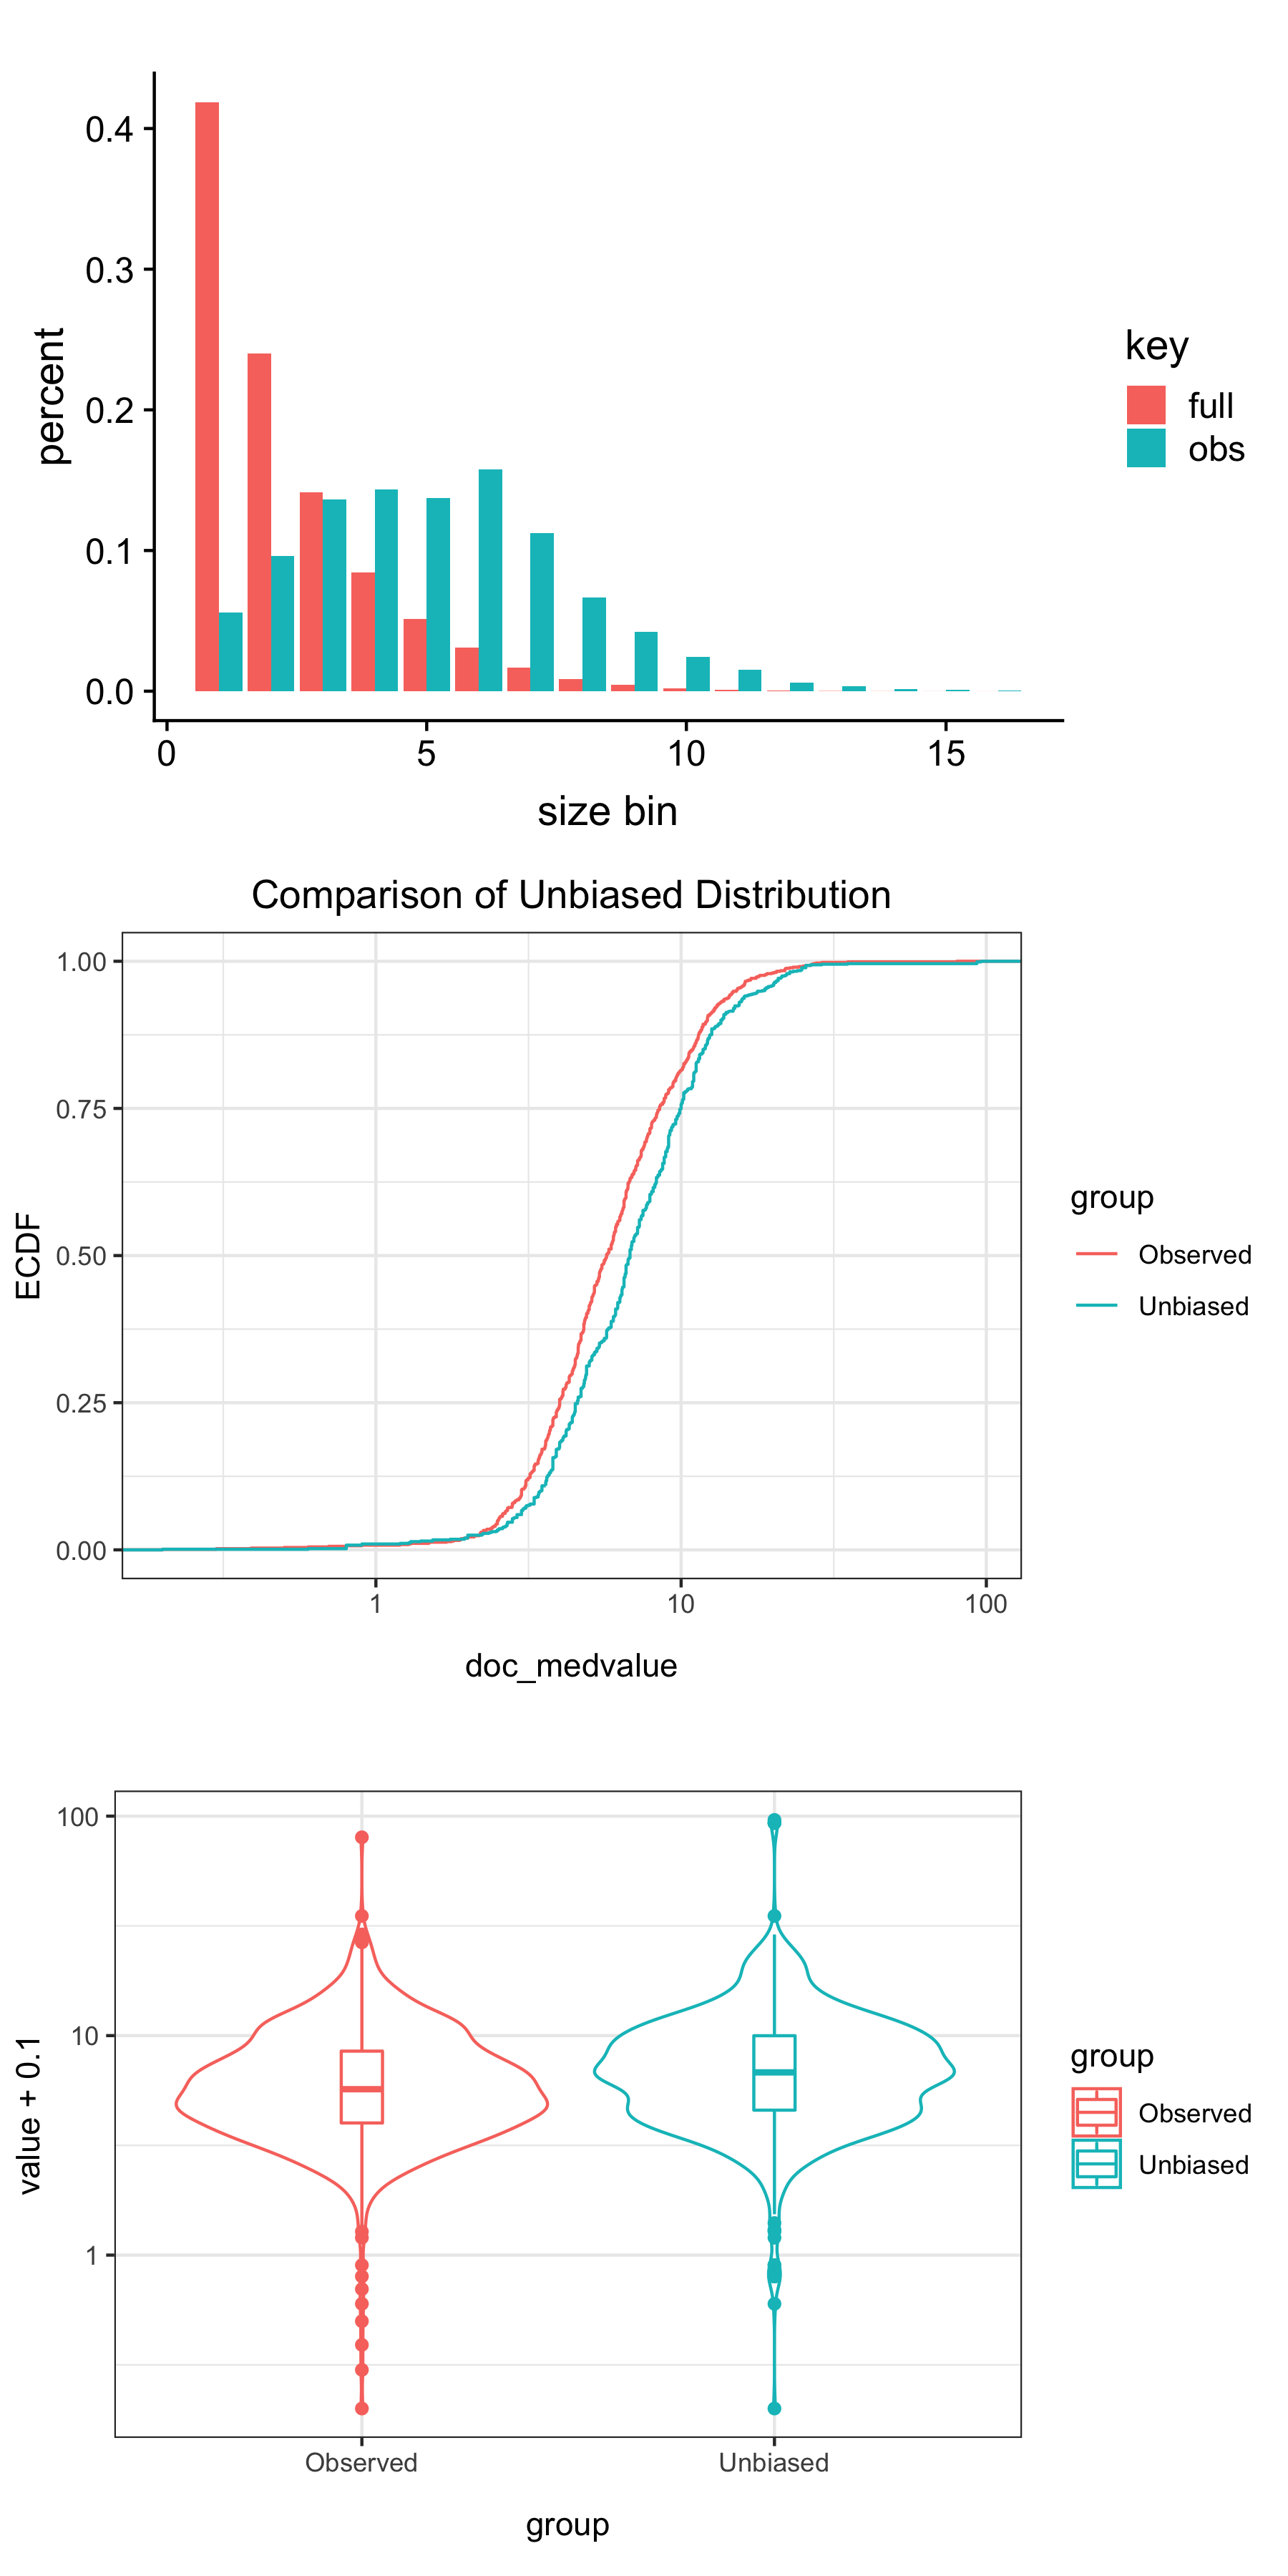 0.4
0.3
0.2
0.1
0.0
percent
0 5 10 15
size bin
key
full
obs
Comparison of Unbiased Distribution
1.00
0.75
0.50
0.25
0.00
ECDF
1 10 100
doc_medvalue
group
Observed
Unbiased
100
10
1
value + 0.1
Observed Unbiased
group
group
Observed
Unbiased